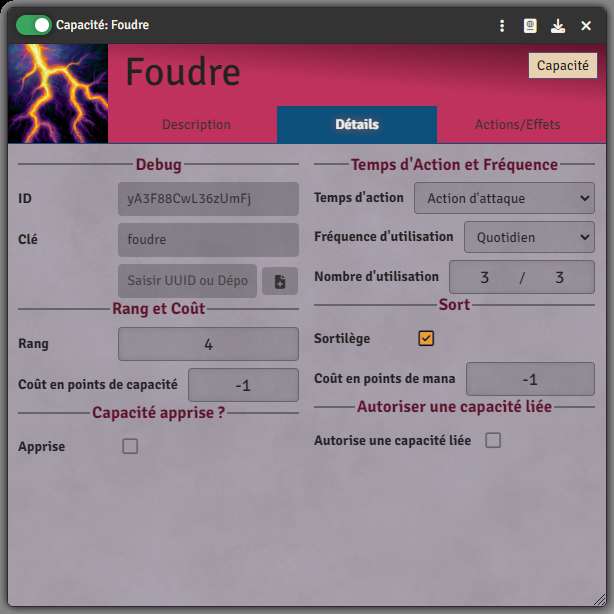 Capacité: Foudre
Foudre
Capacité
Description
Détails
Actions/Effets
Debug
ID
yA3F88CwL36zUmFj
Clé
foudre
Saisir UUID ou Dépo
Rang et Coût
Rang
4
Coût en points de capacité
-1
Capacité apprise ?
Apprise
Temps d'Action et Fréquence
Temps d'action
Action d'attaque
Fréquence d'utilisation
Quotidien
Nombre d'utilisation
3 / 3
Sort
Sortilège
Coût en points de mana
-1
Autoriser une capacité liée
Autorise une capacité liée